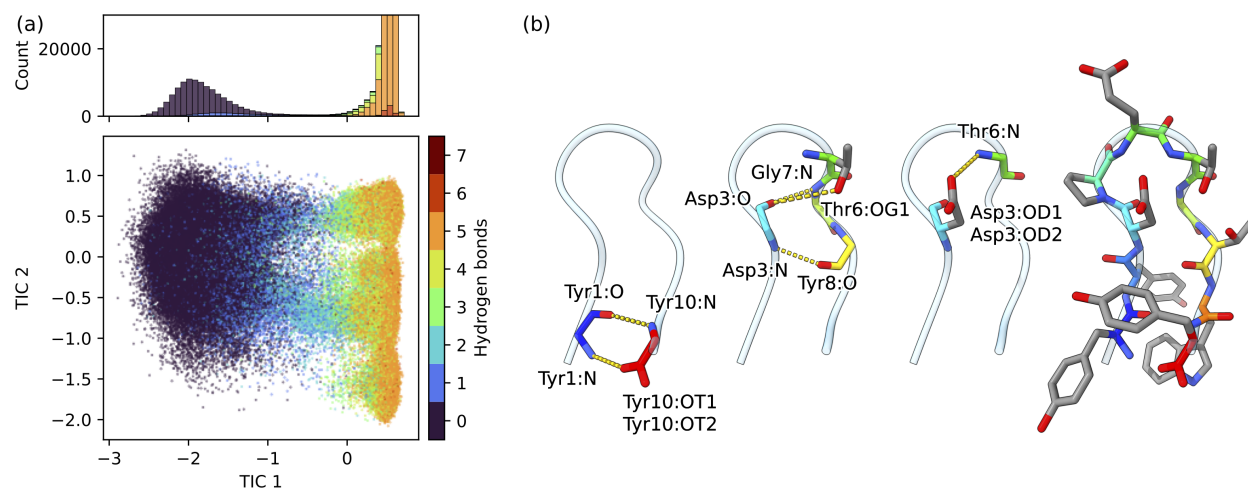 (a)
Count
20000
0
TIC 2
1.0
0.5
0.0
−0.5
−1.0
−1.5
−2.0
−3
−2
−1
0
TIC 1
7
6
5
4
3
2
1
0
Hydrogen bonds
(b)
Tyr1:O
Tyr10:N
Tyr1:N
Tyr10:OT1
Tyr10:OT2
Gly7:N
Asp3:O
Thr6:OG1
Asp3:N
Tyr8:O
Thr6:N
Asp3:OD1
Asp3:OD2